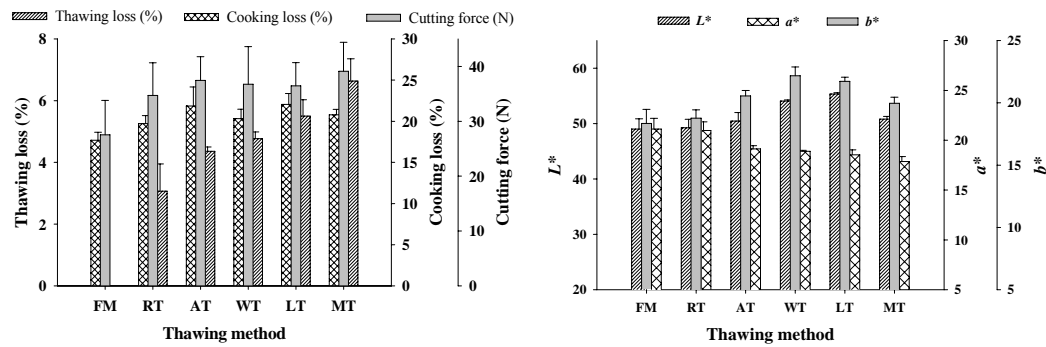 Thawing loss (%) Cooking loss (%) Cutting force (N)
8
6
4
2
0
Thawing loss (%)
30
25
20
15
10
5
0
Cooking loss (%)
40
30
20
10
0
Cutting force (N)
FM RT AT WT LT MT
Thawing method
L* a* b*
60
50
40
50
30
20
L*
30
25
20
15
10
5
a*
25
20
15
10
5
b*
FM RT AT WT LT MT
Thawing method